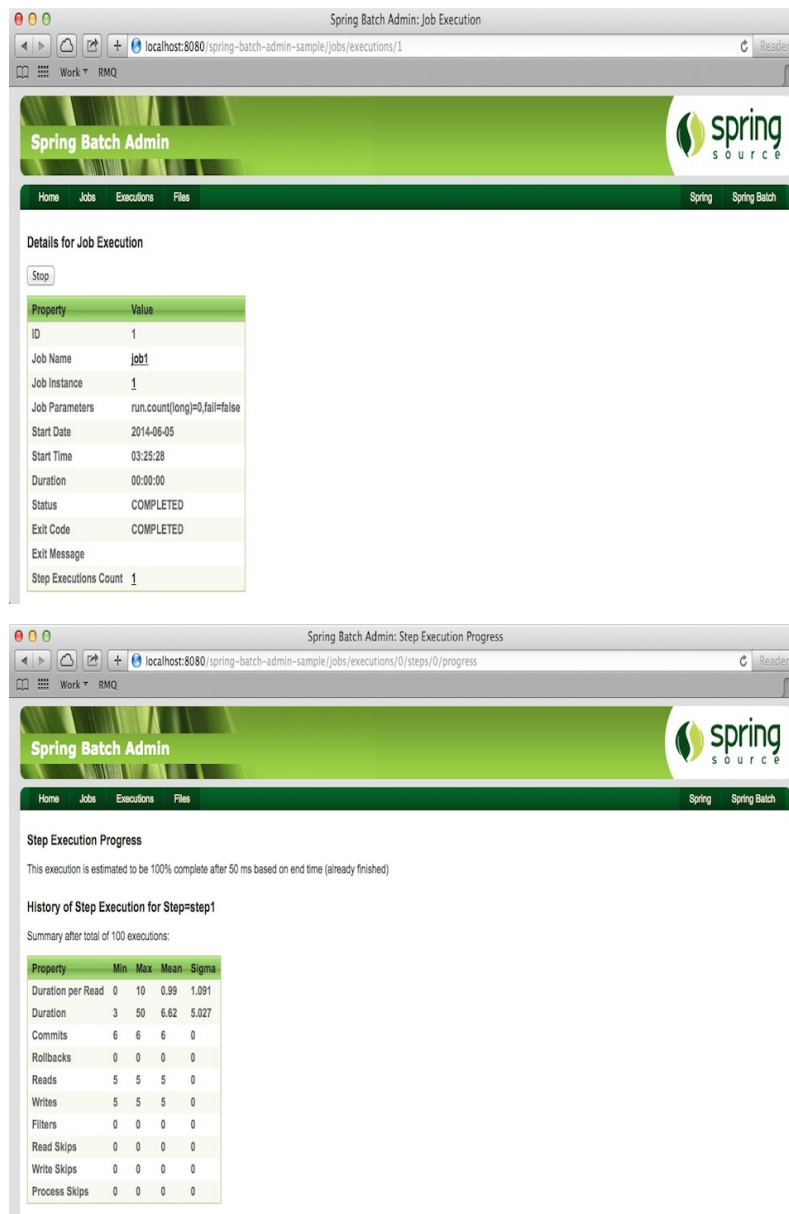 Spring Batch Admin: Job Execution
localhost:8080/spring-batch-admin-sample/jobs/executions/1
Reader
Work RMQ
Spring Batch Admin
spring
source
Home Jobs Executions Files Spring Spring Batch
Details for Job Execution
Stop
Property Value
ID 1
Job Name job1
Job Instance 1
Job Parameters run.count(long)=0,fail=false
Start Date 2014-06-05
Start Time 03:25:28
Duration 00:00:00
Status COMPLETED
Exit Code COMPLETED
Exit Message
Step Executions Count 1
Spring Batch Admin: Step Execution Progress
localhost:8080/spring-batch-admin-sample/jobs/executions/0/steps/0/progress
Reader
Work RMQ
Spring Batch Admin
spring
source
Home Jobs Executions Files Spring Spring Batch
Step Execution Progress
This execution is estimated to be 100% complete after 50 ms based on end time (already finished)
History of Step Execution for Step=step1
Summary after total of 100 executions:
Property Min Max Mean Sigma
Duration per Read 0 10 0.99 1.091
Duration 3 50 6.62 5.027
Commits 6 6 6 0
Rollbacks 0 0 0 0
Reads 5 5 5 0
Writes 5 5 5 0
Filters 0 0 0 0
Read Skips 0 0 0 0
Write Skips 0 0 0 0
Process Skips 0 0 0 0